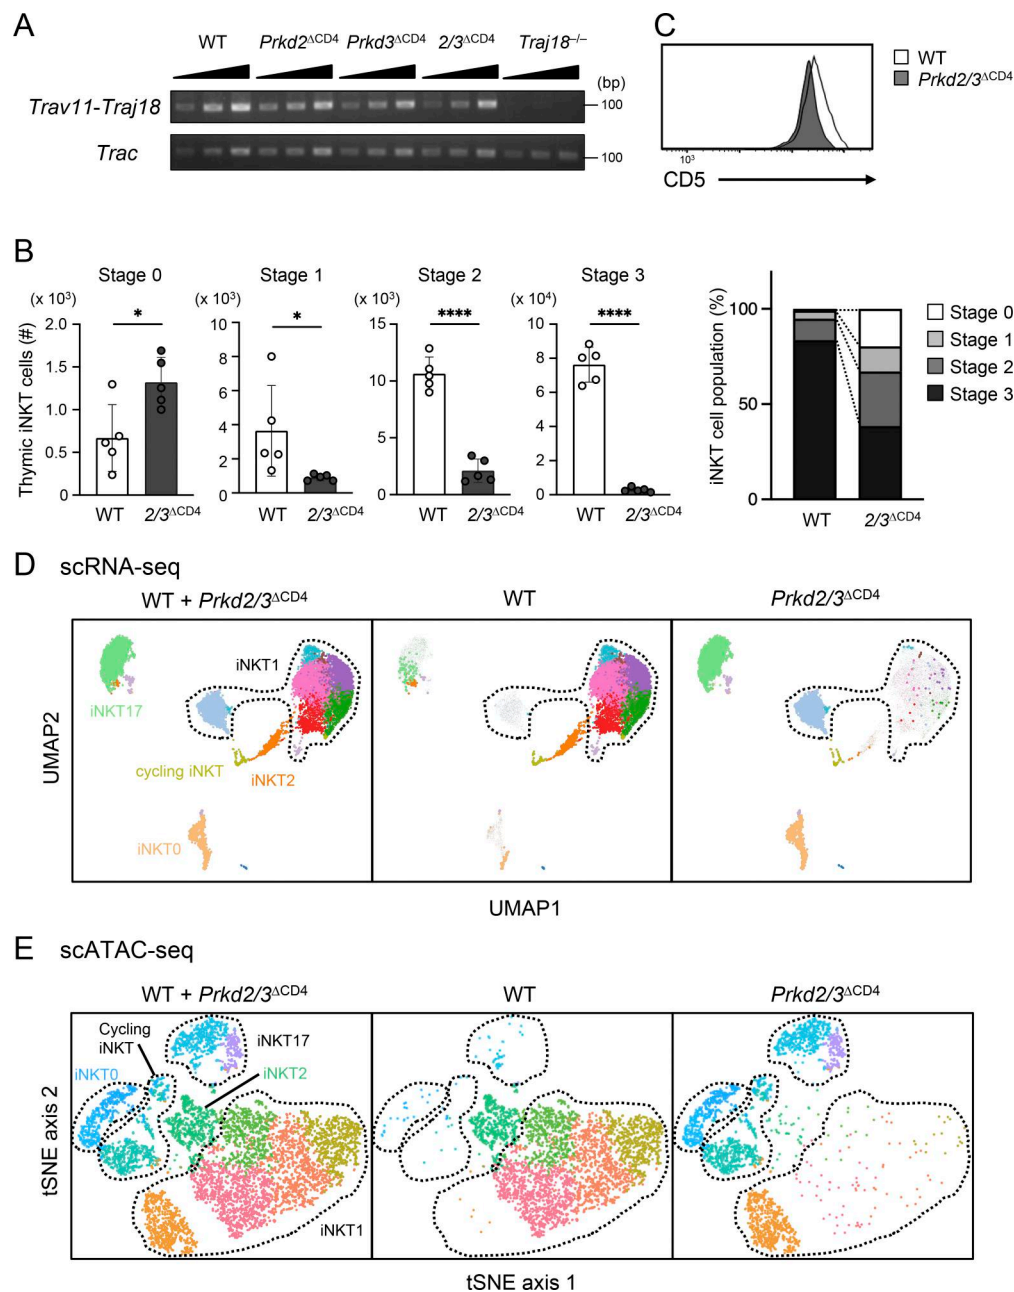 A
WT
Prkd2ΔCD4
Prkd3ΔCD4
2/3ΔCD4
Traj18–/–
(bp)
Trav11-Traj18
100
Trac
100
C
WT
Prkd2/3ΔCD4
10³
CD5
B
Stage 0
(x 10³)
Thymic iNKT cells (#)
2.0
1.5
1.0
0.5
0
*
WT
2/3ΔCD4
Stage 1
(x 10³)
10
8
6
4
2
0
*
WT
2/3ΔCD4
Stage 2
(x 10³)
15
10
5
0
****
WT
2/3ΔCD4
Stage 3
(x 10⁴)
10
8
6
4
2
0
****
WT
2/3ΔCD4
iNKT cell population (%)
100
50
0
WT
2/3ΔCD4
Stage 0
Stage 1
Stage 2
Stage 3
D scRNA-seq
WT + Prkd2/3ΔCD4
WT
Prkd2/3ΔCD4
UMAP2
iNKT1
iNKT17
cycling iNKT
iNKT2
iNKT0
UMAP1
E scATAC-seq
WT + Prkd2/3ΔCD4
WT
Prkd2/3ΔCD4
tSNE axis 2
Cycling
iNKT
iNKT17
iNKT0
iNKT2
iNKT1
tSNE axis 1